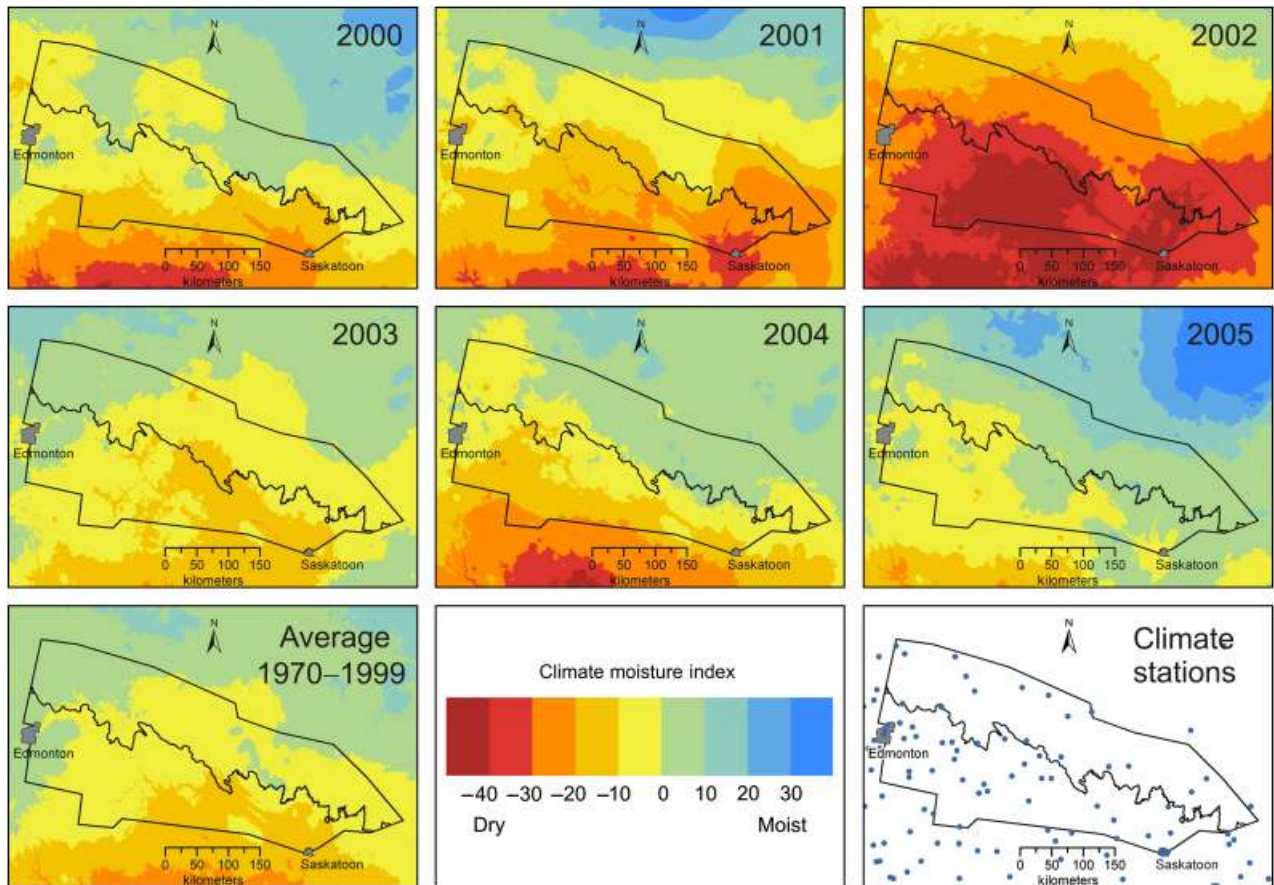 N
2000
Edmonton
0 50 100 150
Saskatoon
kilometers
N
2001
Edmonton
0 50 100 150
Saskatoon
kilometers
N
2002
Edmonton
0 50 100 150
Saskatoon
kilometers
N
2003
Edmonton
0 50 100 150
Saskatoon
kilometers
N
2004
Edmonton
0 50 100 150
Saskatoon
kilometers
N
2005
Edmonton
0 50 100 150
Saskatoon
kilometers
N
Average
1970–1999
Edmonton
0 50 100 150
Saskatoon
kilometers
Climate moisture index
–40 –30 –20 –10 0 10 20 30
Dry Moist
N
Climate
stations
Edmonton
0 50 100 150
Saskatoon
kilometers